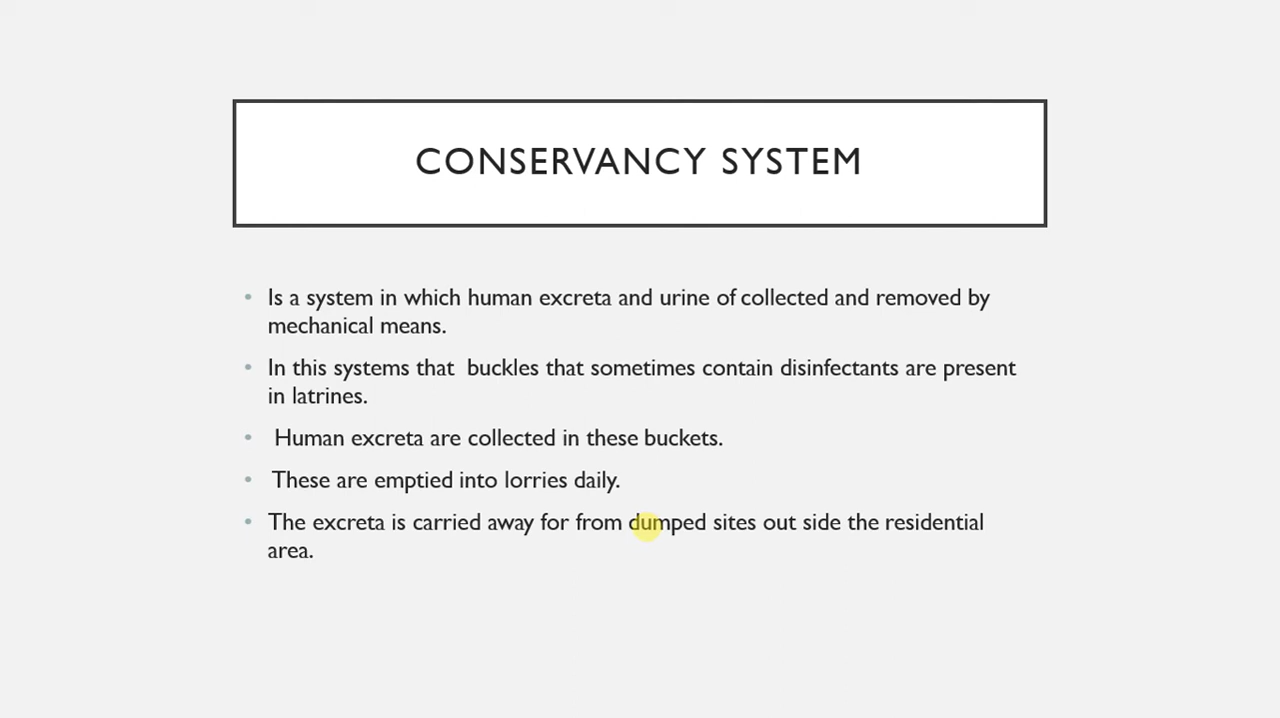 CONSERVANCY SYSTEM
• Is a system in which human excreta and urine of collected and removed by
mechanical means.
• In this systems that buckles that sometimes contain disinfectants are present
in latrines.
• Human excreta are collected in these buckets.
• These are emptied into lorries daily.
• The excreta is carried away for from dumped sites out side the residential
area.